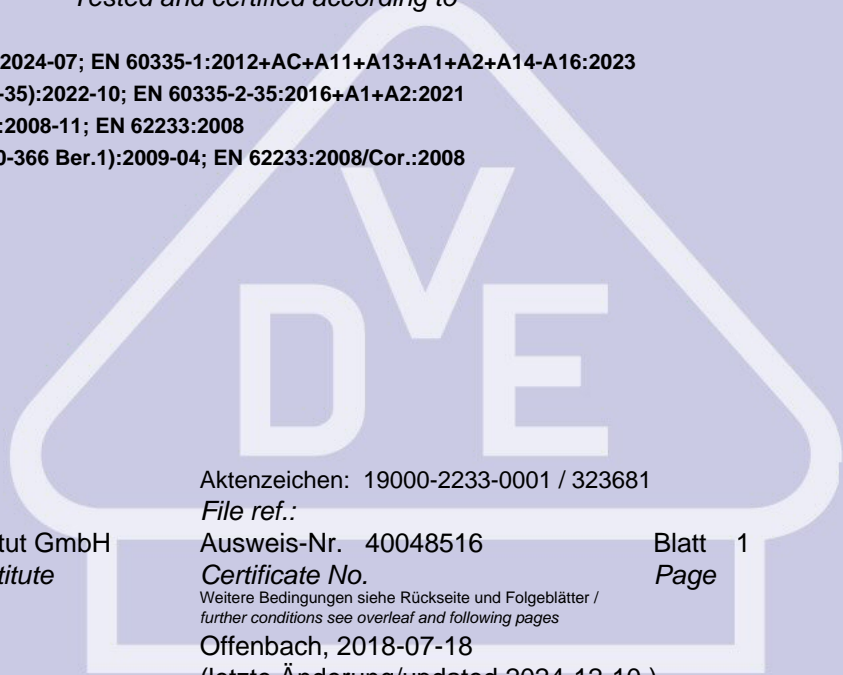 Tested and certified according to
2024-07; EN 60335-1:2012+AC+A11+A13+A1+A2+A14-A16:2023
-35):2022-10; EN 60335-2-35:2016+A1+A2:2021
:2008-11; EN 62233:2008
0-366 Ber.1):2009-04; EN 62233:2008/Cor.:2008
VDE
Aktenzeichen: 19000-2233-0001 / 323681
File ref.:
tut GmbH Ausweis-Nr. 40048516 Blatt 1
titute Certificate No. Page
Weitere Bedingungen siehe Rückseite und Folgeblätter /
further conditions see overleaf and following pages
Offenbach, 2018-07-18
(letzte Änderung/updated 2024-12-10 )